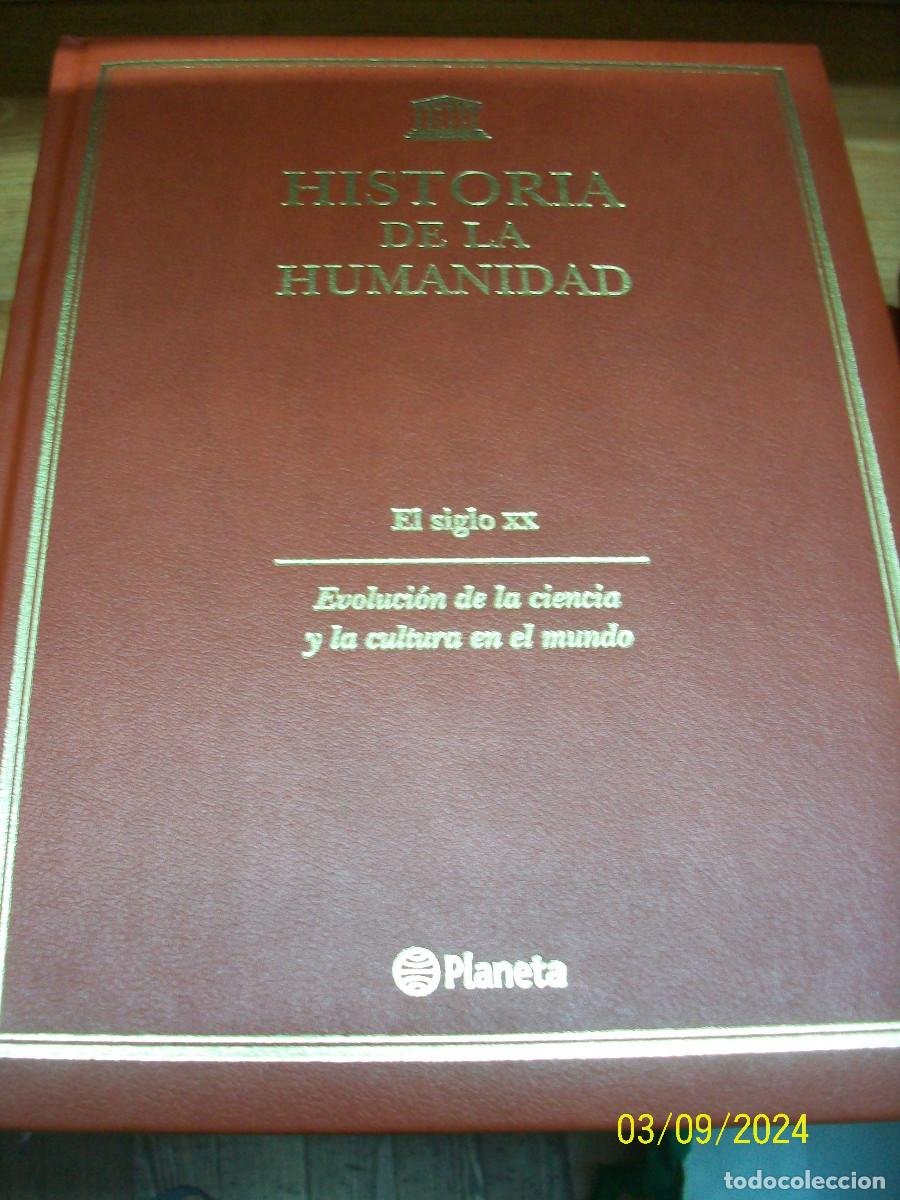 HISTORIA
DE LA
HUMANIDAD
El siglo XX
Evolución de la ciencia
y la cultura en el mundo
Planeta
03/09/2024
todocoleccion